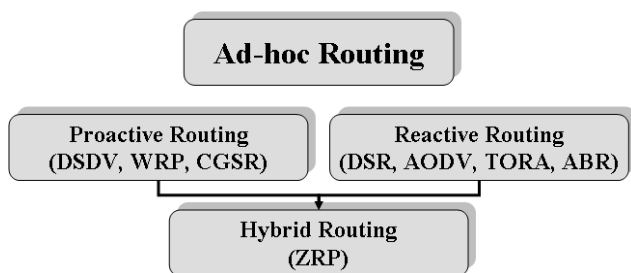 Ad-hoc Routing
Proactive Routing
(DSDV, WRP, CGSR)
Reactive Routing
(DSR, AODV, TORA, ABR)
Hybrid Routing
(ZRP)